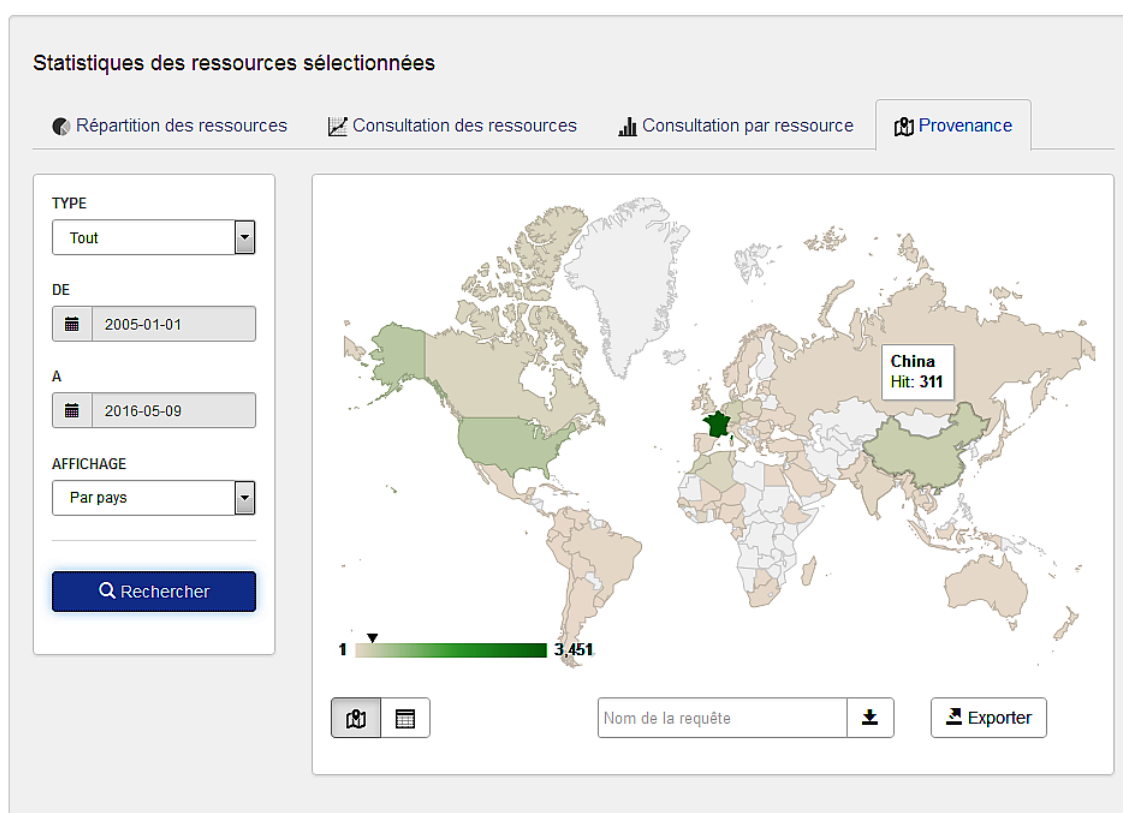 Statistiques des ressources sélectionnées
Répartition des ressources
Consultation des ressources
Consultation par ressource
Provenance
TYPE
Tout
DE
2005-01-01
A
2016-05-09
AFFICHAGE
Par pays
Rechercher
China
Hit: 311
1
3,451
Nom de la requête
Exporter